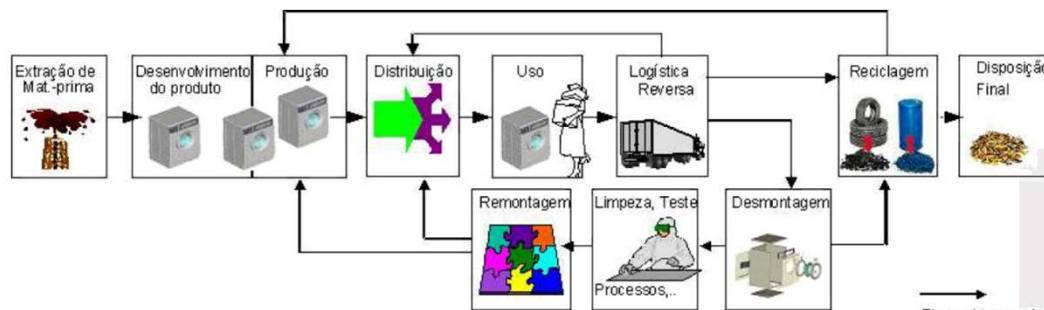 Extração de
Mat.-prima
Desenvolvimento
do produto
Produção
Distribuição
Uso
Logística
Reversa
Reciclagem
Disposição
Final
Remontagem
Limpeza, Teste
Processos,..
Desmontagem